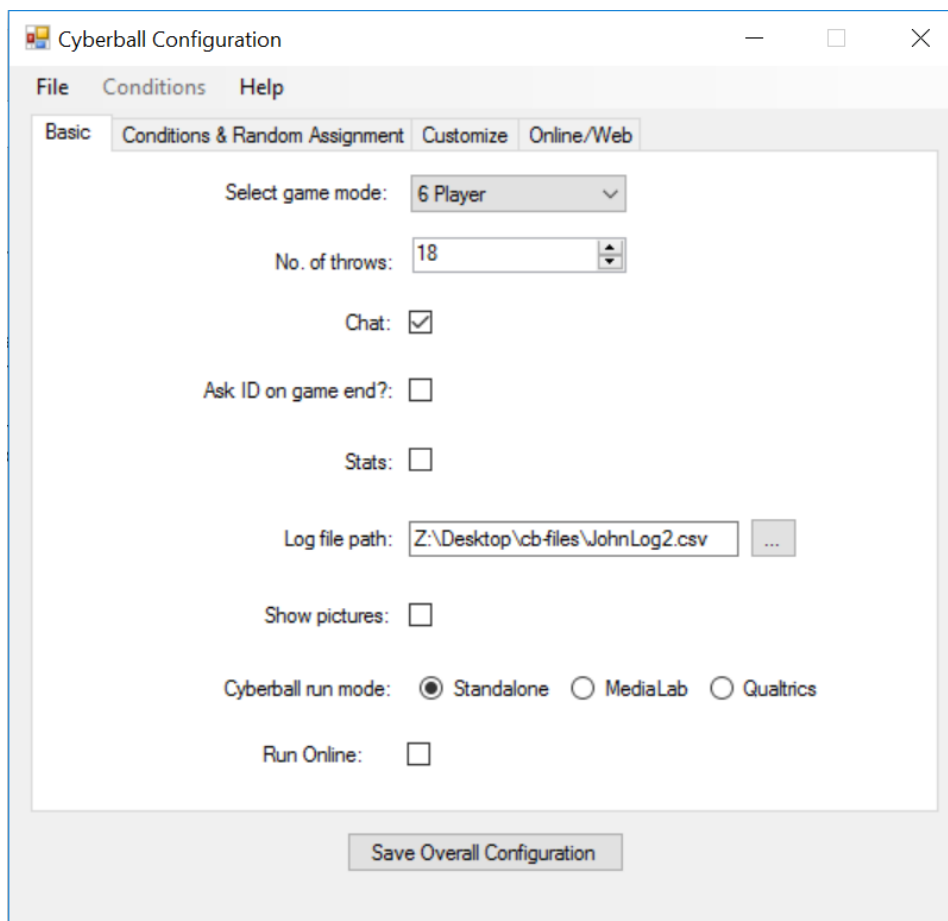 Cyberball Configuration
File Conditions Help
Basic Conditions & Random Assignment Customize Online/Web
Select game mode: 6 Player
No. of throws: 18
Chat:
Ask ID on game end?:
Stats:
Log file path: Z:\Desktop\cb-files\JohnLog2.csv ...
Show pictures:
Cyberball run mode: Standalone MediaLab Qualtrics
Run Online:
Save Overall Configuration